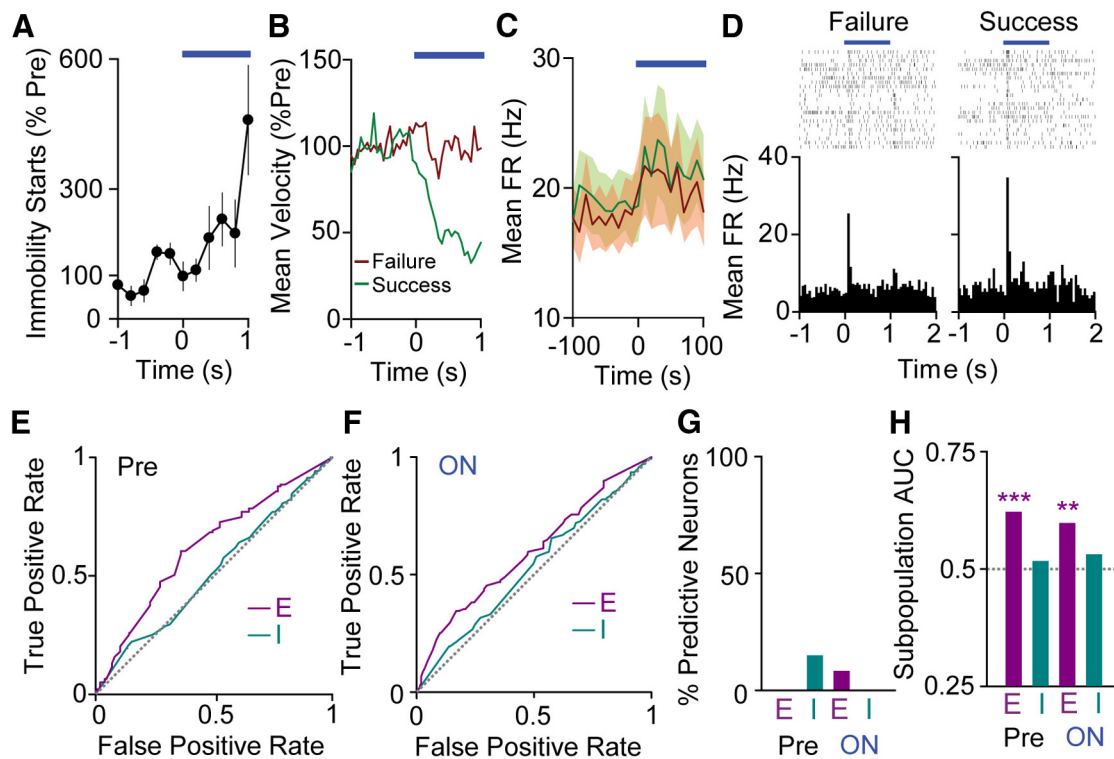 A
Immobility Starts (% Pre)
600
300
100
0
-1
0
1
Time (s)
B
Mean Velocity (%Pre)
150
100
50
0
Failure
Success
-1
0
1
Time (s)
C
Mean FR (Hz)
30
20
10
-100
0
100
Time (s)
D
Failure
Success
Mean FR (Hz)
40
20
0
-1
0
1
2
-1
0
1
2
Time (s)
E
Pre
True Positive Rate
1
0.5
0
E
I
0
0.5
1
False Positive Rate
F
ON
True Positive Rate
1
0.5
0
E
I
0
0.5
1
False Positive Rate
G
% Predictive Neurons
100
50
0
E I E I
Pre ON
H
Subpopulation AUC
0.75
0.5
0.25
***
**
E I E I
Pre ON